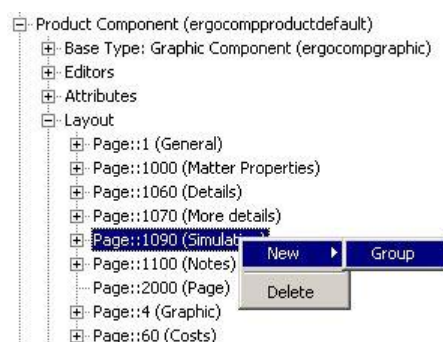 Product Component (ergocompproductdefault)
Base Type: Graphic Component (ergocompgraphic)
Editors
Attributes
Layout
Page::1 (General)
Page::1000 (Matter Properties)
Page::1060 (Details)
Page::1070 (More details)
Page::1090 (Simulat
New Group
Page::1100 (Notes)
Page::2000 (Page)
Delete
Page::4 (Graphic)
Page::60 (Costs)